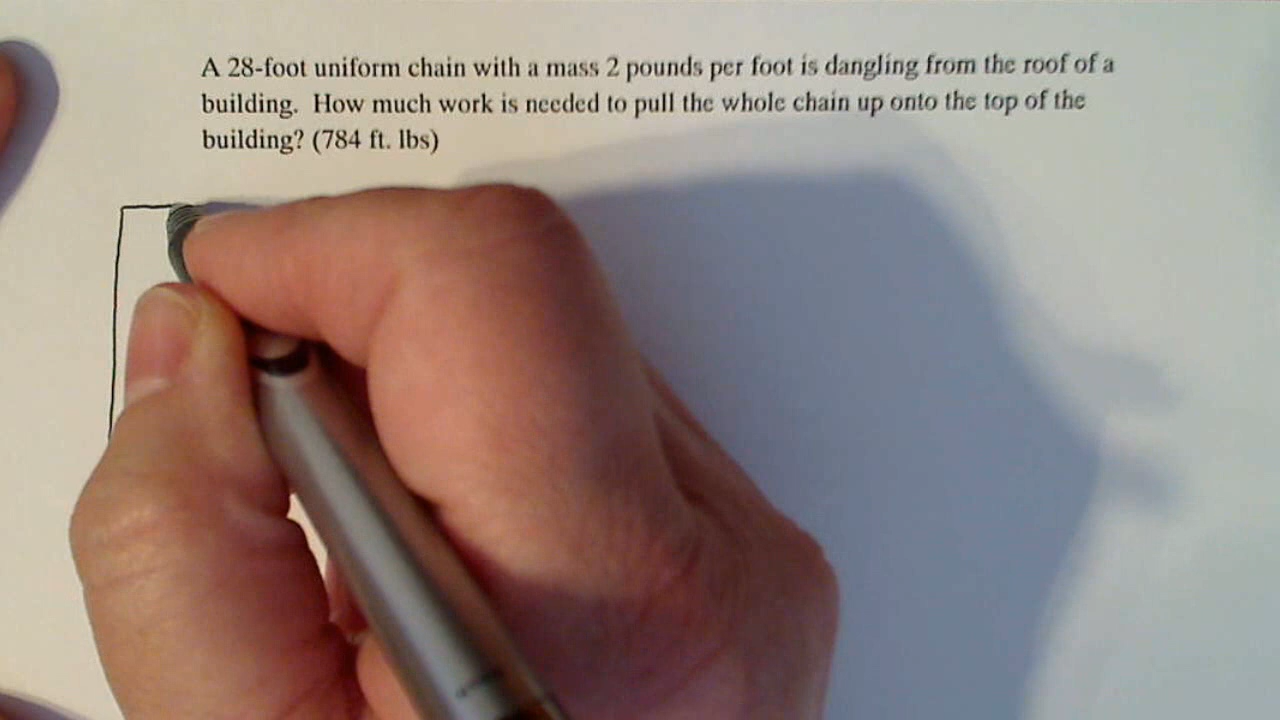 A 28-foot uniform chain with a mass 2 pounds per foot is dangling from the roof of a
building. How much work is needed to pull the whole chain up onto the top of the
building? (784 ft. lbs)